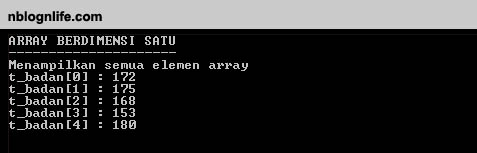 nblognlife.com
ARRAY BERDIMENSI SATU
----------------------
Menampilkan semua elemen array
t_badan[0] : 172
t_badan[1] : 175
t_badan[2] : 168
t_badan[3] : 153
t_badan[4] : 180